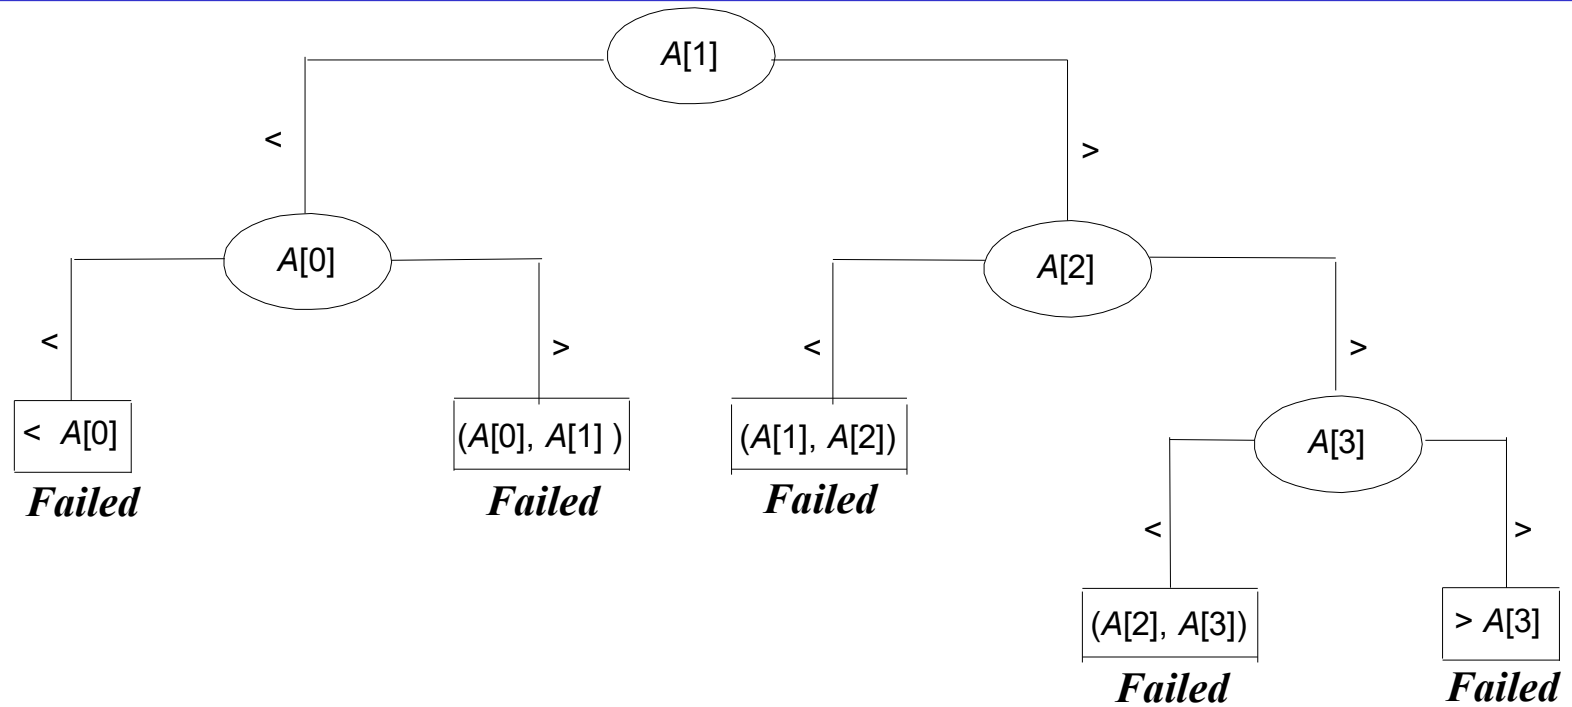 A[1]
<
>
A[0]
A[2]
<
>
<
>
< A[0]
(A[0], A[1] )
(A[1], A[2])
A[3]
Failed
Failed
Failed
<
>
(A[2], A[3])
> A[3]
Failed
Failed